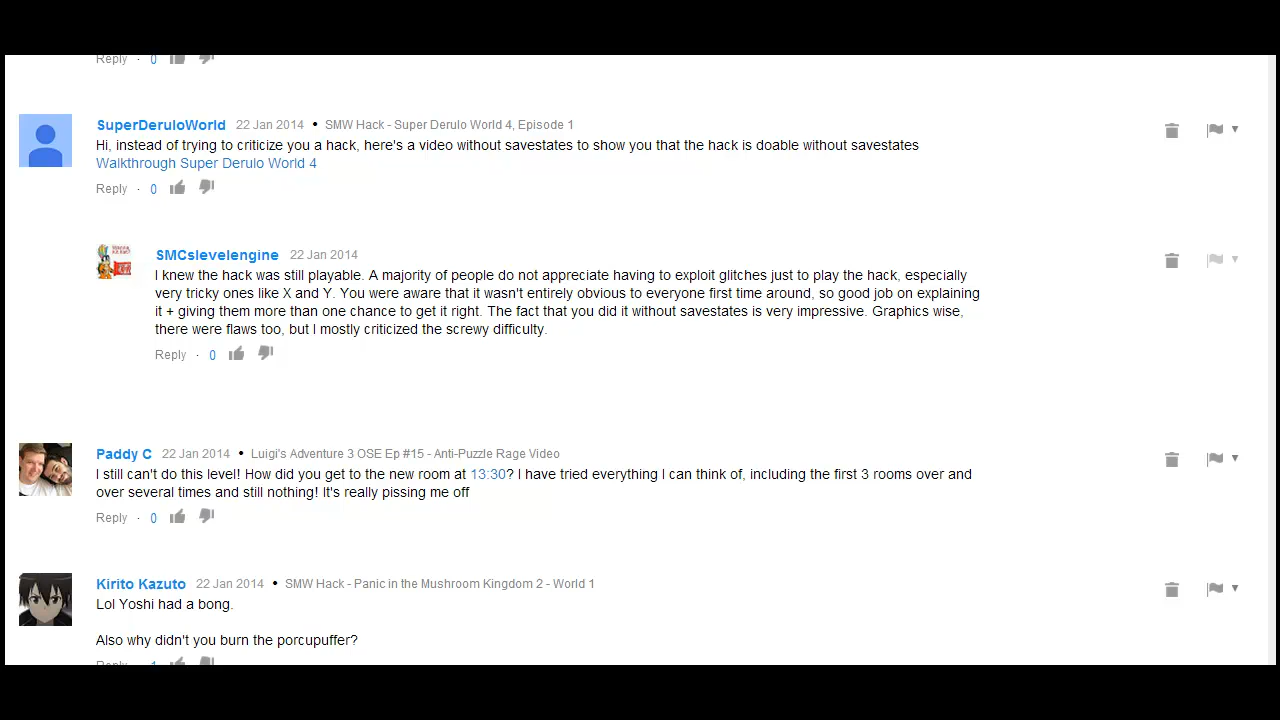 Reply · 0
SuperDeruloWorld 22 Jan 2014 • SMW Hack - Super Derulo World 4, Episode 1
Hi, instead of trying to criticize you a hack, here's a video without savestates to show you that the hack is doable without savestates
Walkthrough Super Derulo World 4
Reply · 0
SMCslevelengine 22 Jan 2014
I knew the hack was still playable. A majority of people do not appreciate having to exploit glitches just to play the hack, especially
very tricky ones like X and Y. You were aware that it wasn't entirely obvious to everyone first time around, so good job on explaining
it + giving them more than one chance to get it right. The fact that you did it without savestates is very impressive. Graphics wise,
there were flaws too, but I mostly criticized the screwy difficulty.
Reply · 0
Paddy C 22 Jan 2014 • Luigi's Adventure 3 OSE Ep #15 - Anti-Puzzle Rage Video
I still can't do this level! How did you get to the new room at 13:30? I have tried everything I can think of, including the first 3 rooms over and
over several times and still nothing! It's really pissing me off
Reply · 0
Kirito Kazuto 22 Jan 2014 • SMW Hack - Panic in the Mushroom Kingdom 2 - World 1
Lol Yoshi had a bong.
Also why didn't you burn the porcupuffer?
Reply · 1